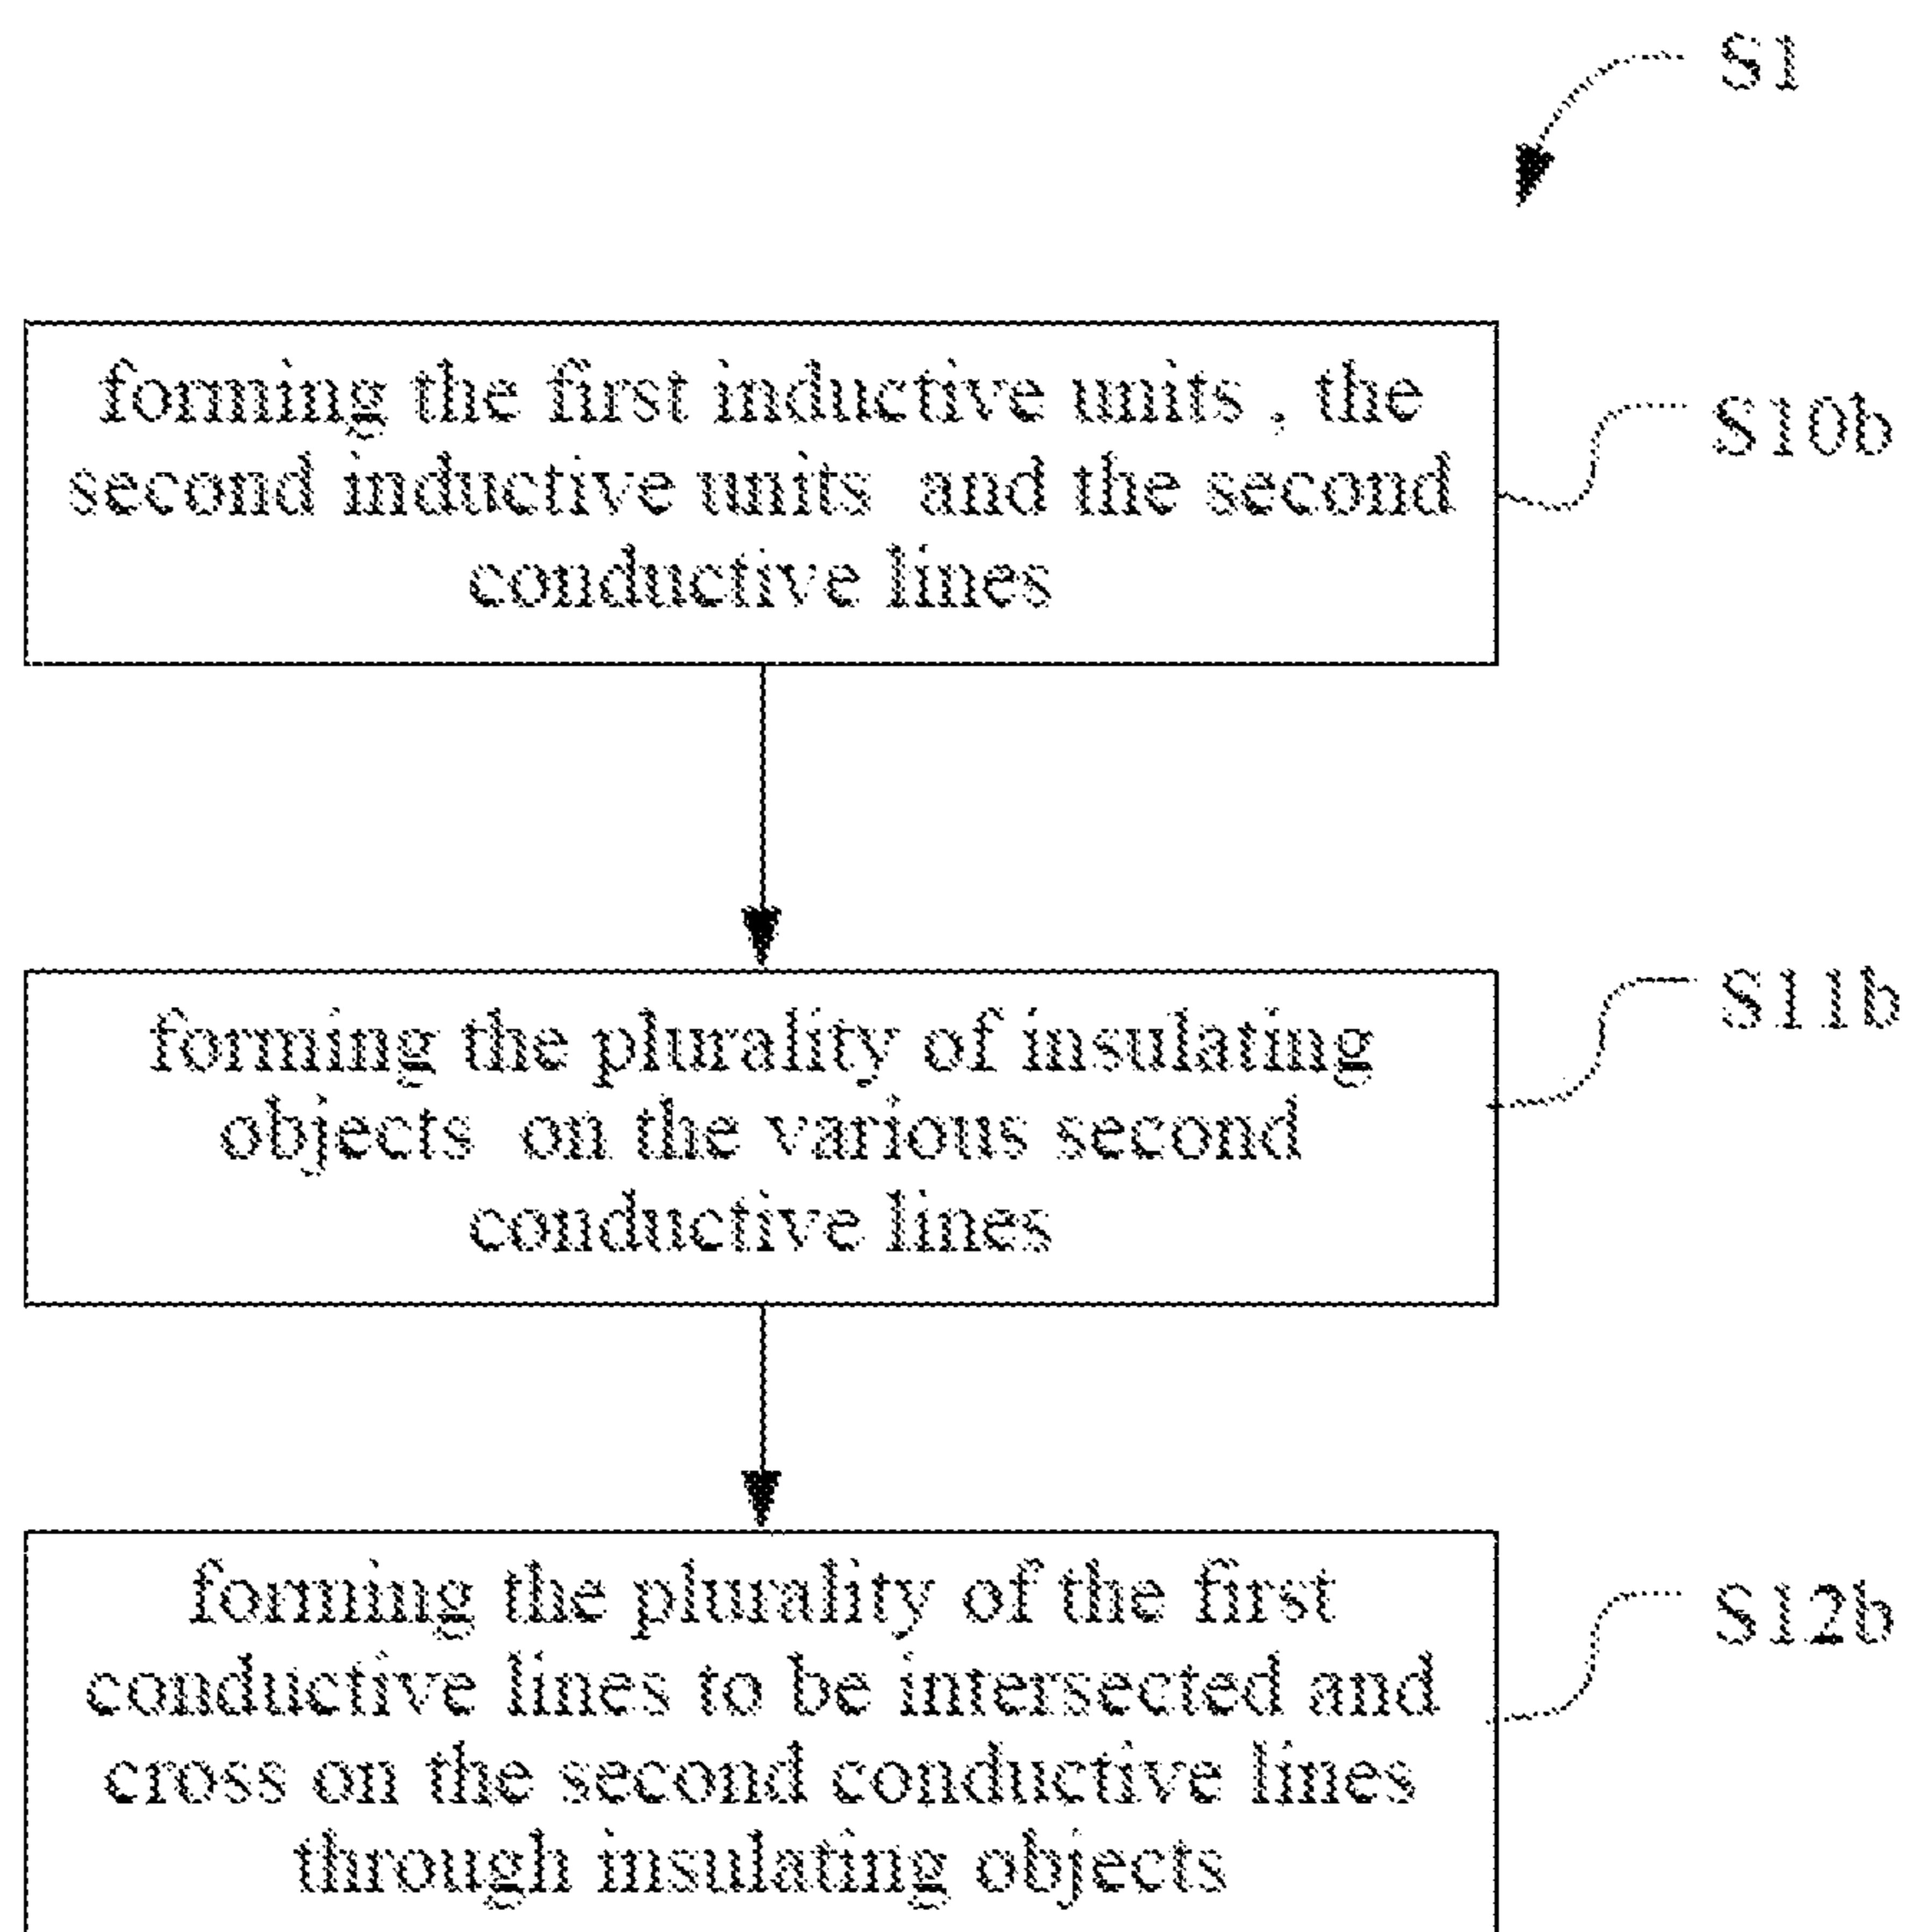 S1
forming the first inductive units , the
second inductive units and the second
conductive lines
S10b
forming the plurality of insulating
objects on the various second
conductive lines
S11b
forming the plurality of the first
conductive lines to be intersected and
cross on the second conductive lines
through insulating objects
S12b